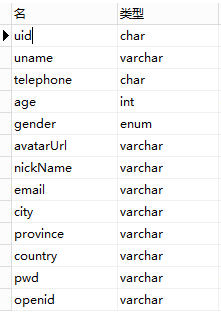 名 类型
uid char
uname varchar
telephone char
age int
gender enum
avatarUrl varchar
nickName varchar
email varchar
city varchar
province varchar
country varchar
pwd varchar
openid varchar